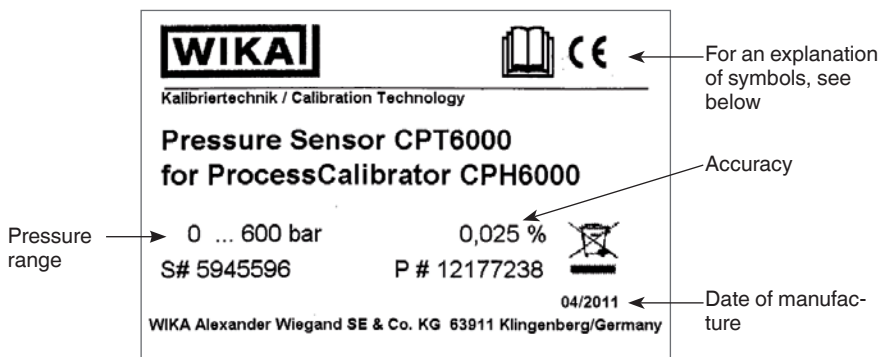 WIKA
CE
For an explanation
of symbols, see
below
Kalibriertechnik / Calibration Technology
Pressure Sensor CPT6000
for ProcessCalibrator CPH6000
Accuracy
Pressure
range
0 ... 600 bar
0,025 %
S# 5945596
P # 12177238
04/2011
Date of manufac-
ture
WIKA Alexander Wiegand SE & Co. KG 63911 Klingenberg/Germany